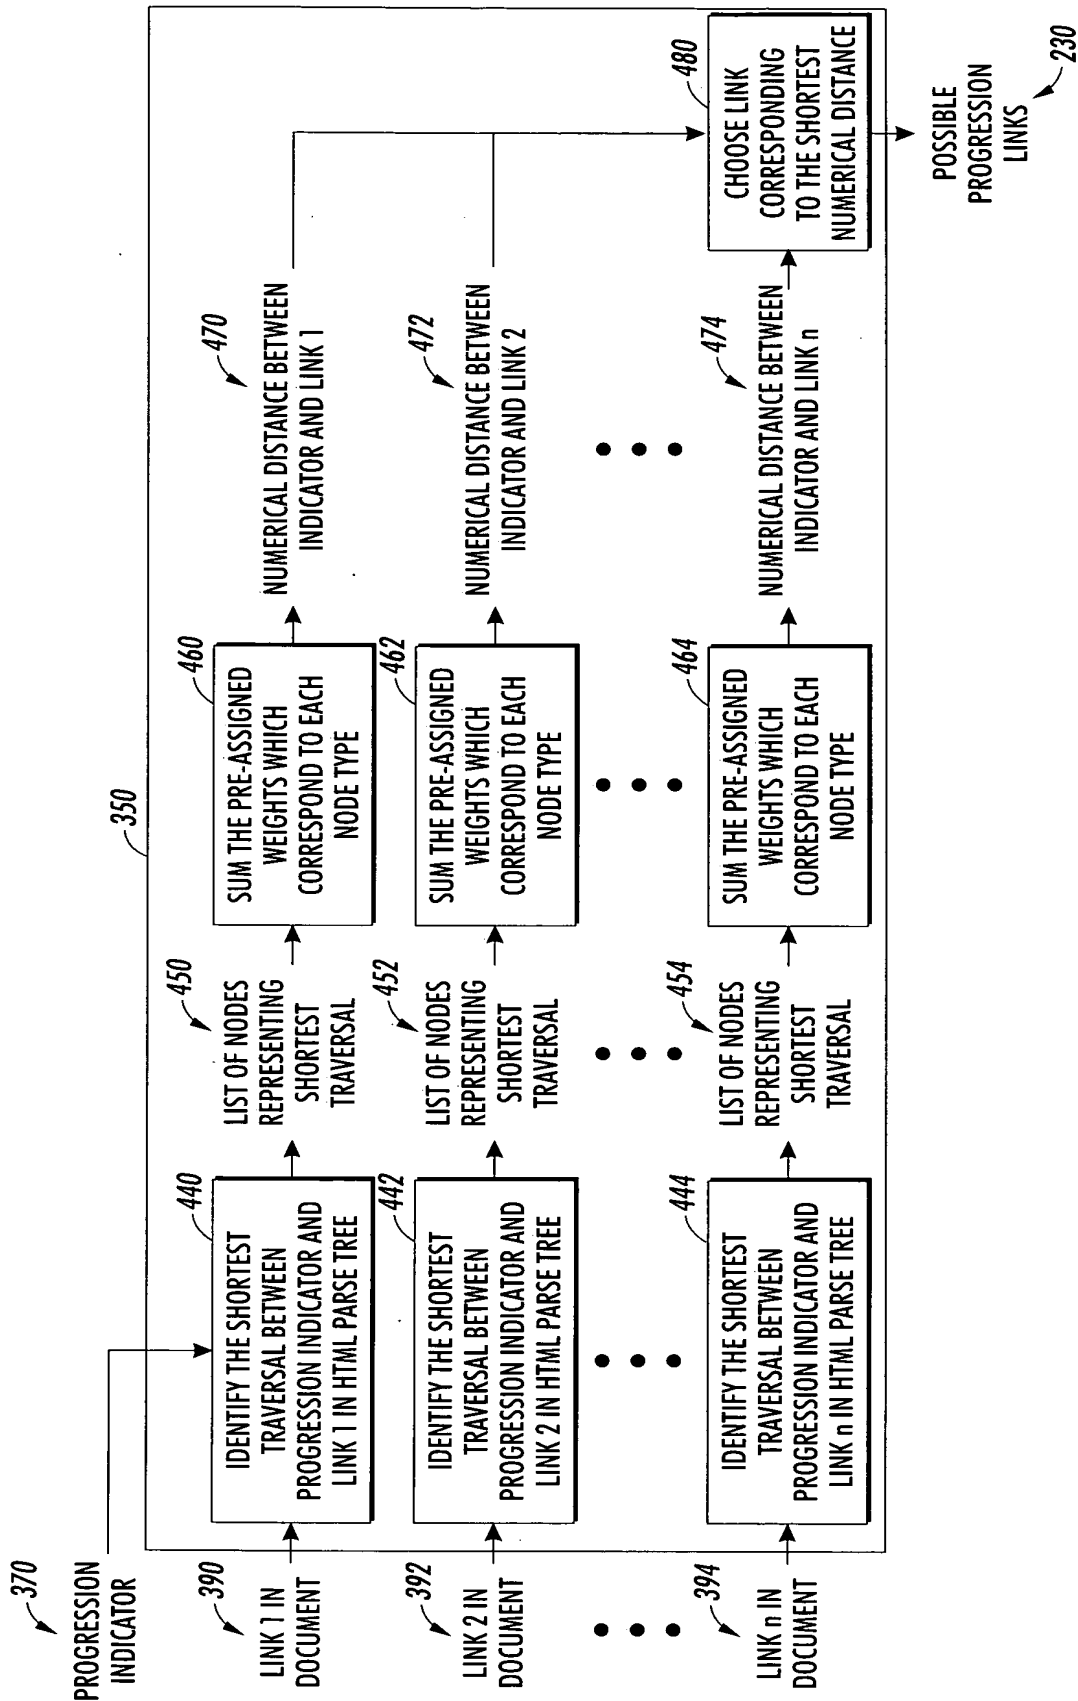 370
PROGRESSION
INDICATOR
350
390
LINK 1 IN
DOCUMENT
440
IDENTIFY THE SHORTEST
TRAVERSAL BETWEEN
PROGRESSION INDICATOR AND
LINK 1 IN HTML PARSE TREE
450
LIST OF NODES
REPRESENTING
SHORTEST
TRAVERSAL
460
SUM THE PRE-ASSIGNED
WEIGHTS WHICH
CORRESPOND TO EACH
NODE TYPE
470
NUMERICAL DISTANCE BETWEEN
INDICATOR AND LINK 1
392
LINK 2 IN
DOCUMENT
442
IDENTIFY THE SHORTEST
TRAVERSAL BETWEEN
PROGRESSION INDICATOR AND
LINK 2 IN HTML PARSE TREE
452
LIST OF NODES
REPRESENTING
SHORTEST
TRAVERSAL
462
SUM THE PRE-ASSIGNED
WEIGHTS WHICH
CORRESPOND TO EACH
NODE TYPE
472
NUMERICAL DISTANCE BETWEEN
INDICATOR AND LINK 2
394
LINK n IN
DOCUMENT
444
IDENTIFY THE SHORTEST
TRAVERSAL BETWEEN
PROGRESSION INDICATOR AND
LINK n IN HTML PARSE TREE
454
LIST OF NODES
REPRESENTING
SHORTEST
TRAVERSAL
464
SUM THE PRE-ASSIGNED
WEIGHTS WHICH
CORRESPOND TO EACH
NODE TYPE
474
NUMERICAL DISTANCE BETWEEN
INDICATOR AND LINK n
480
CHOOSE LINK
CORRESPONDING
TO THE SHORTEST
NUMERICAL DISTANCE
POSSIBLE
PROGRESSION
LINKS
230